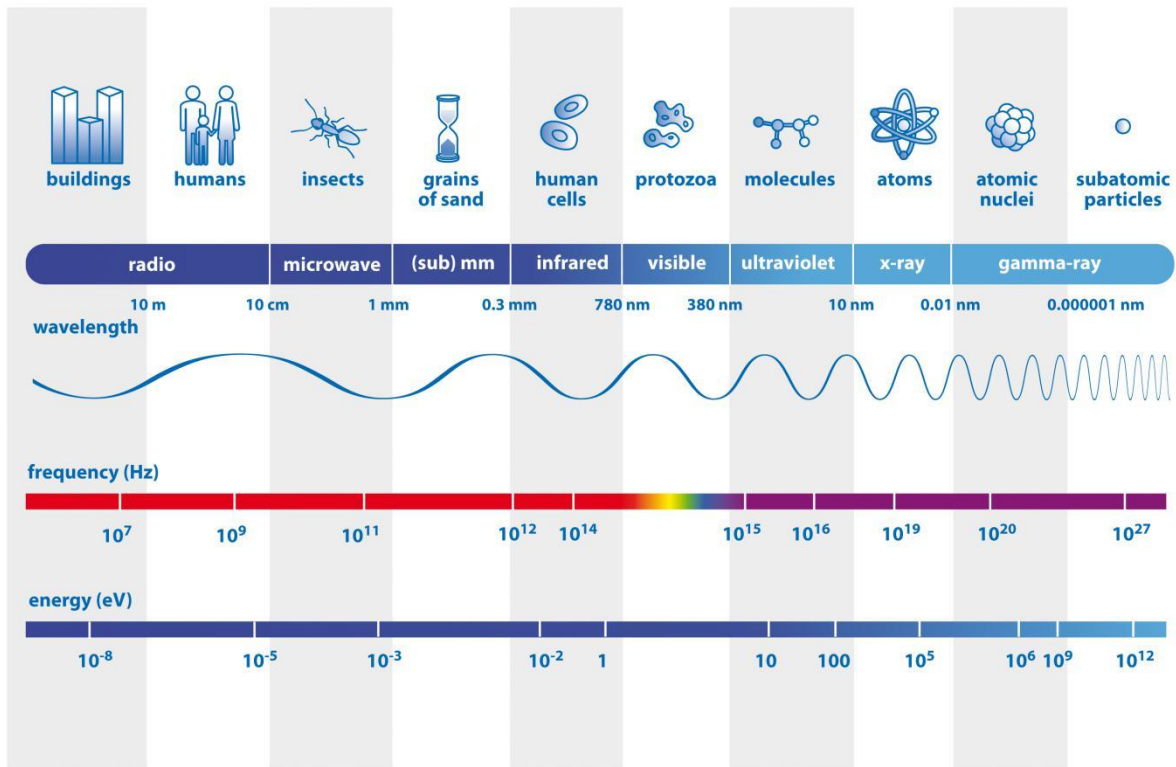 buildings
humans
insects
grains
of sand
human
cells
protozoa
molecules
atoms
atomic
nuclei
subatomic
particles
radio
microwave
(sub) mm
infrared
visible
ultraviolet
x-ray
gamma-ray
10 m
10 cm
1 mm
0.3 mm
780 nm
380 nm
10 nm
0.01 nm
0.000001 nm
wavelength
frequency (Hz)
10⁷
10⁹
10¹¹
10¹²
10¹⁴
10¹⁵
10¹⁶
10¹⁹
10²⁰
10²⁷
energy (eV)
10⁻⁸
10⁻⁵
10⁻³
10⁻²
1
10
100
10⁵
10⁶
10⁹
10¹²